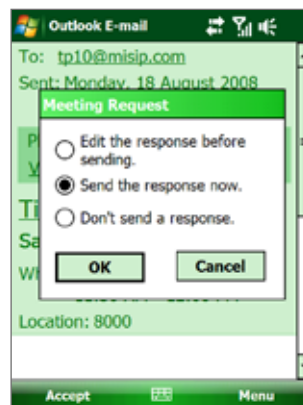 Outlook E-mail
To: tp10@misip.com
Sent: Monday, 18 August 2008
Meeting Request
Edit the response before
sending.
Send the response now.
Don't send a response.
OK
Cancel
Location: 8000
Accept
Menu